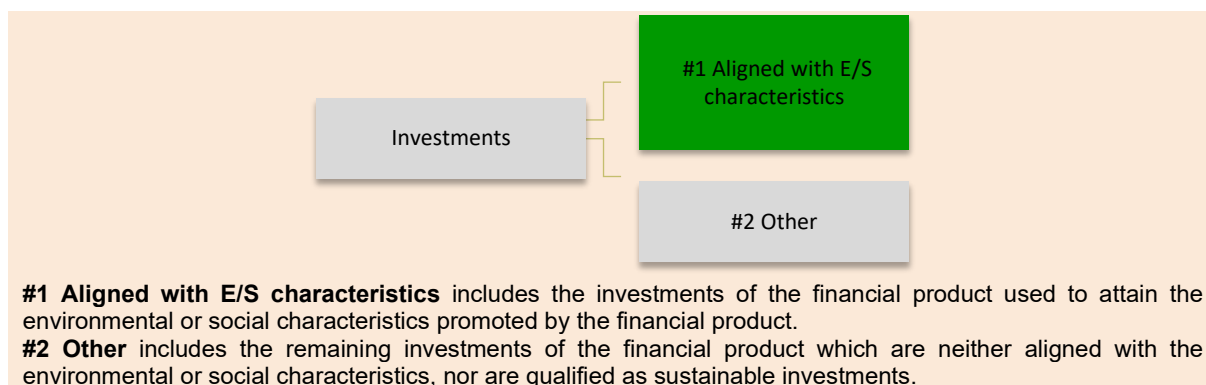 #1 Aligned with E/S
characteristics
Investments
#2 Other
#1 Aligned with E/S characteristics includes the investments of the financial product used to attain the
environmental or social characteristics promoted by the financial product.
#2 Other includes the remaining investments of the financial product which are neither aligned with the
environmental or social characteristics, nor are qualified as sustainable investments.